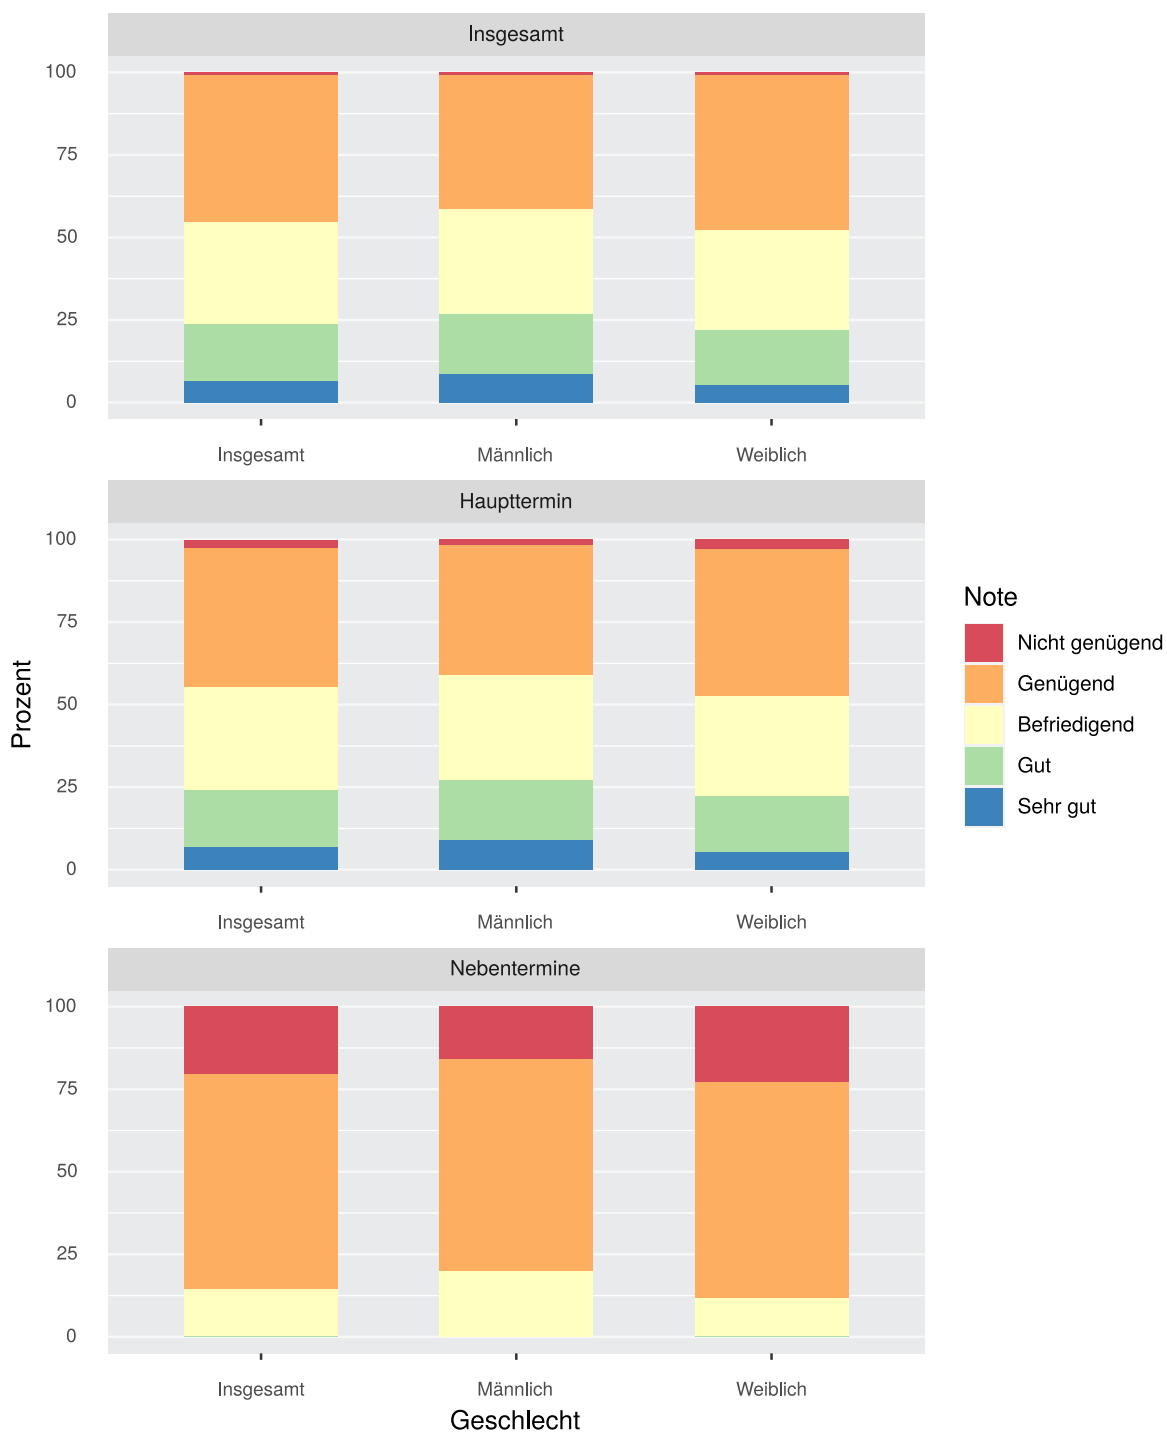 Insgesamt
100
75
50
25
0
Insgesamt Männlich Weiblich
Haupttermin
100
75
50
25
0
Insgesamt Männlich Weiblich
Nebentermine
100
75
50
25
0
Insgesamt Männlich Weiblich
Geschlecht
Prozent
Note
Nicht genügend
Genügend
Befriedigend
Gut
Sehr gut